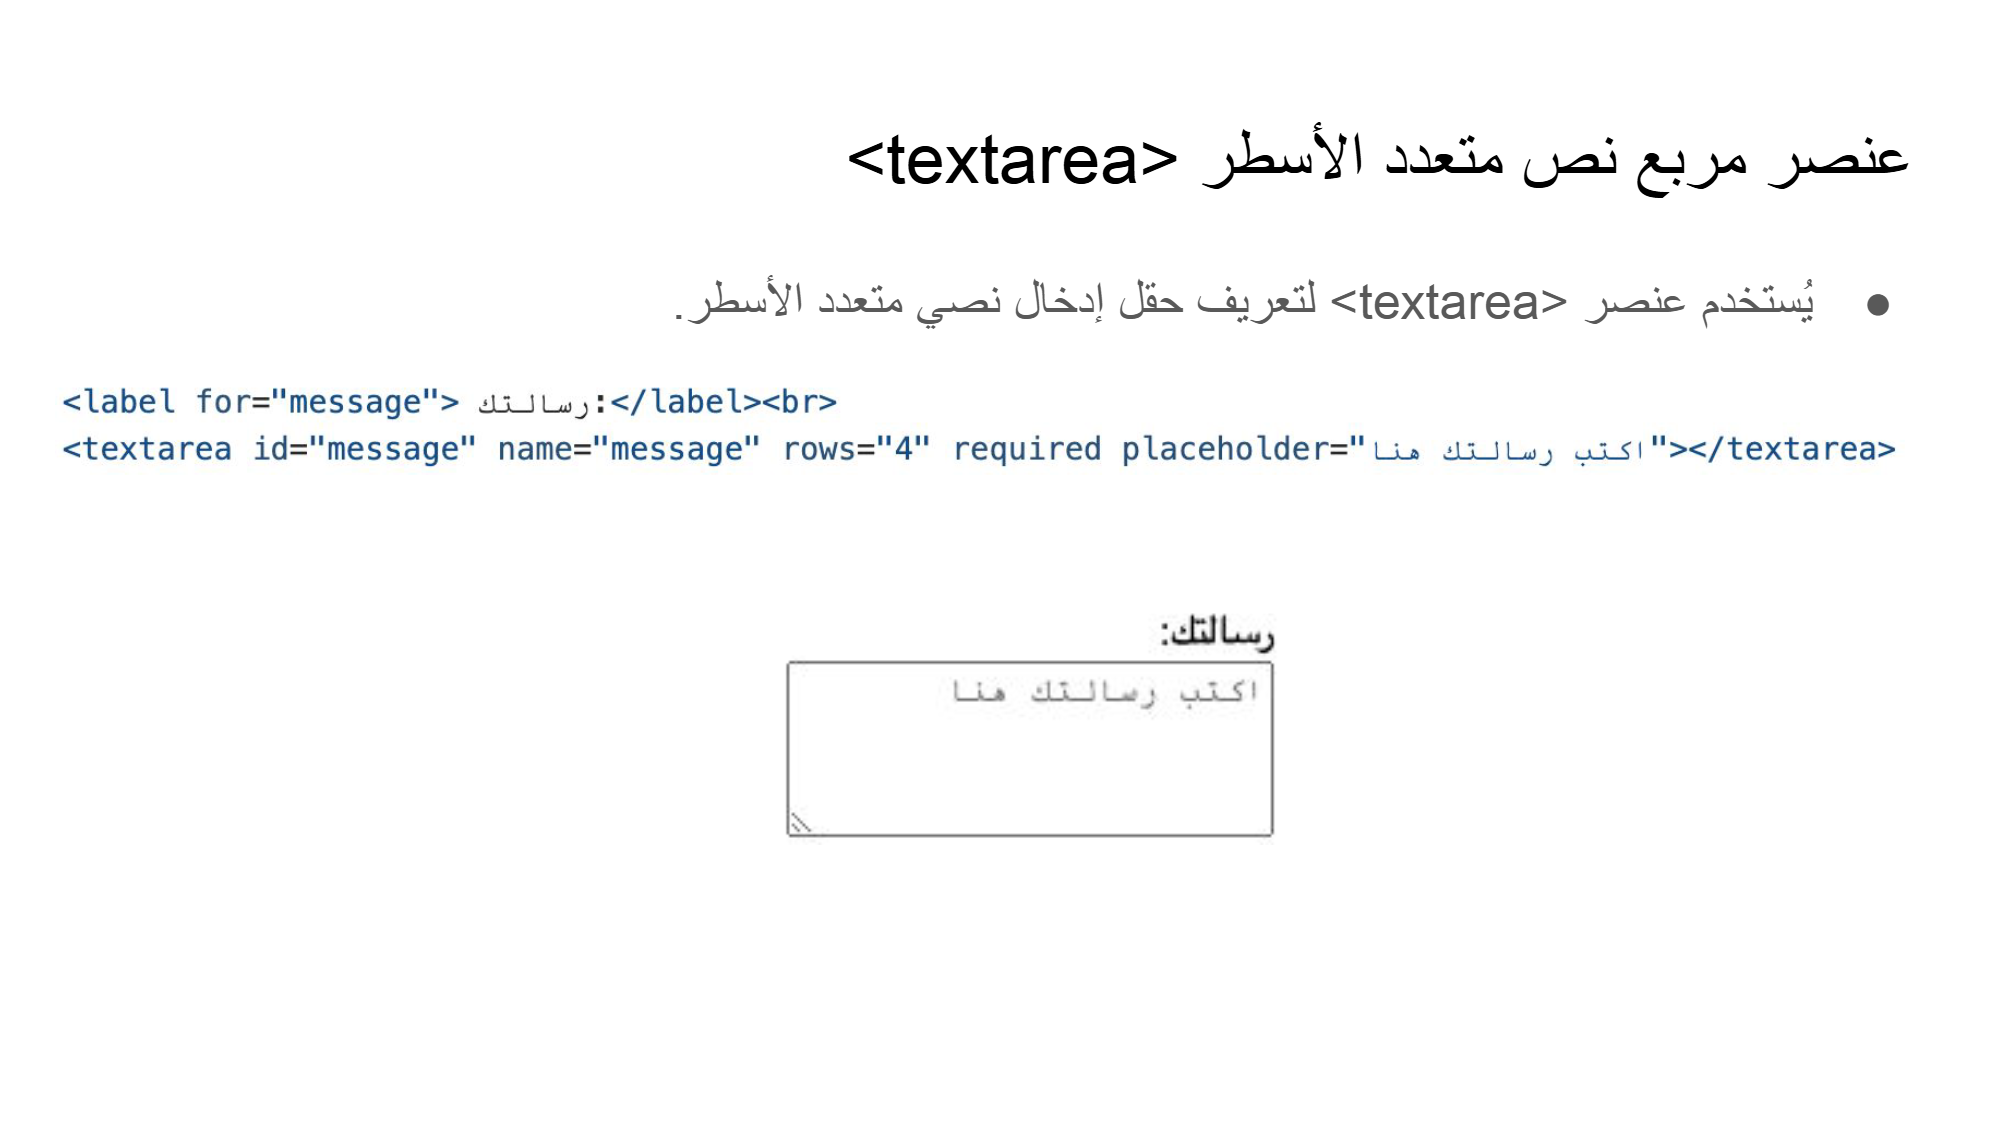 عنصر مربع نص متعدد الأسطر <textarea>
● يُستخدم عنصر <textarea> لتعريف حقل إدخال نصي متعدد الأسطر.
<label for="message"> رسالتك:</label><br>
<textarea id="message" name="message" rows="4" required placeholder="اكتب رسالتك هنا"></textarea>
رسالتك:
اكتب رسالتك هنا